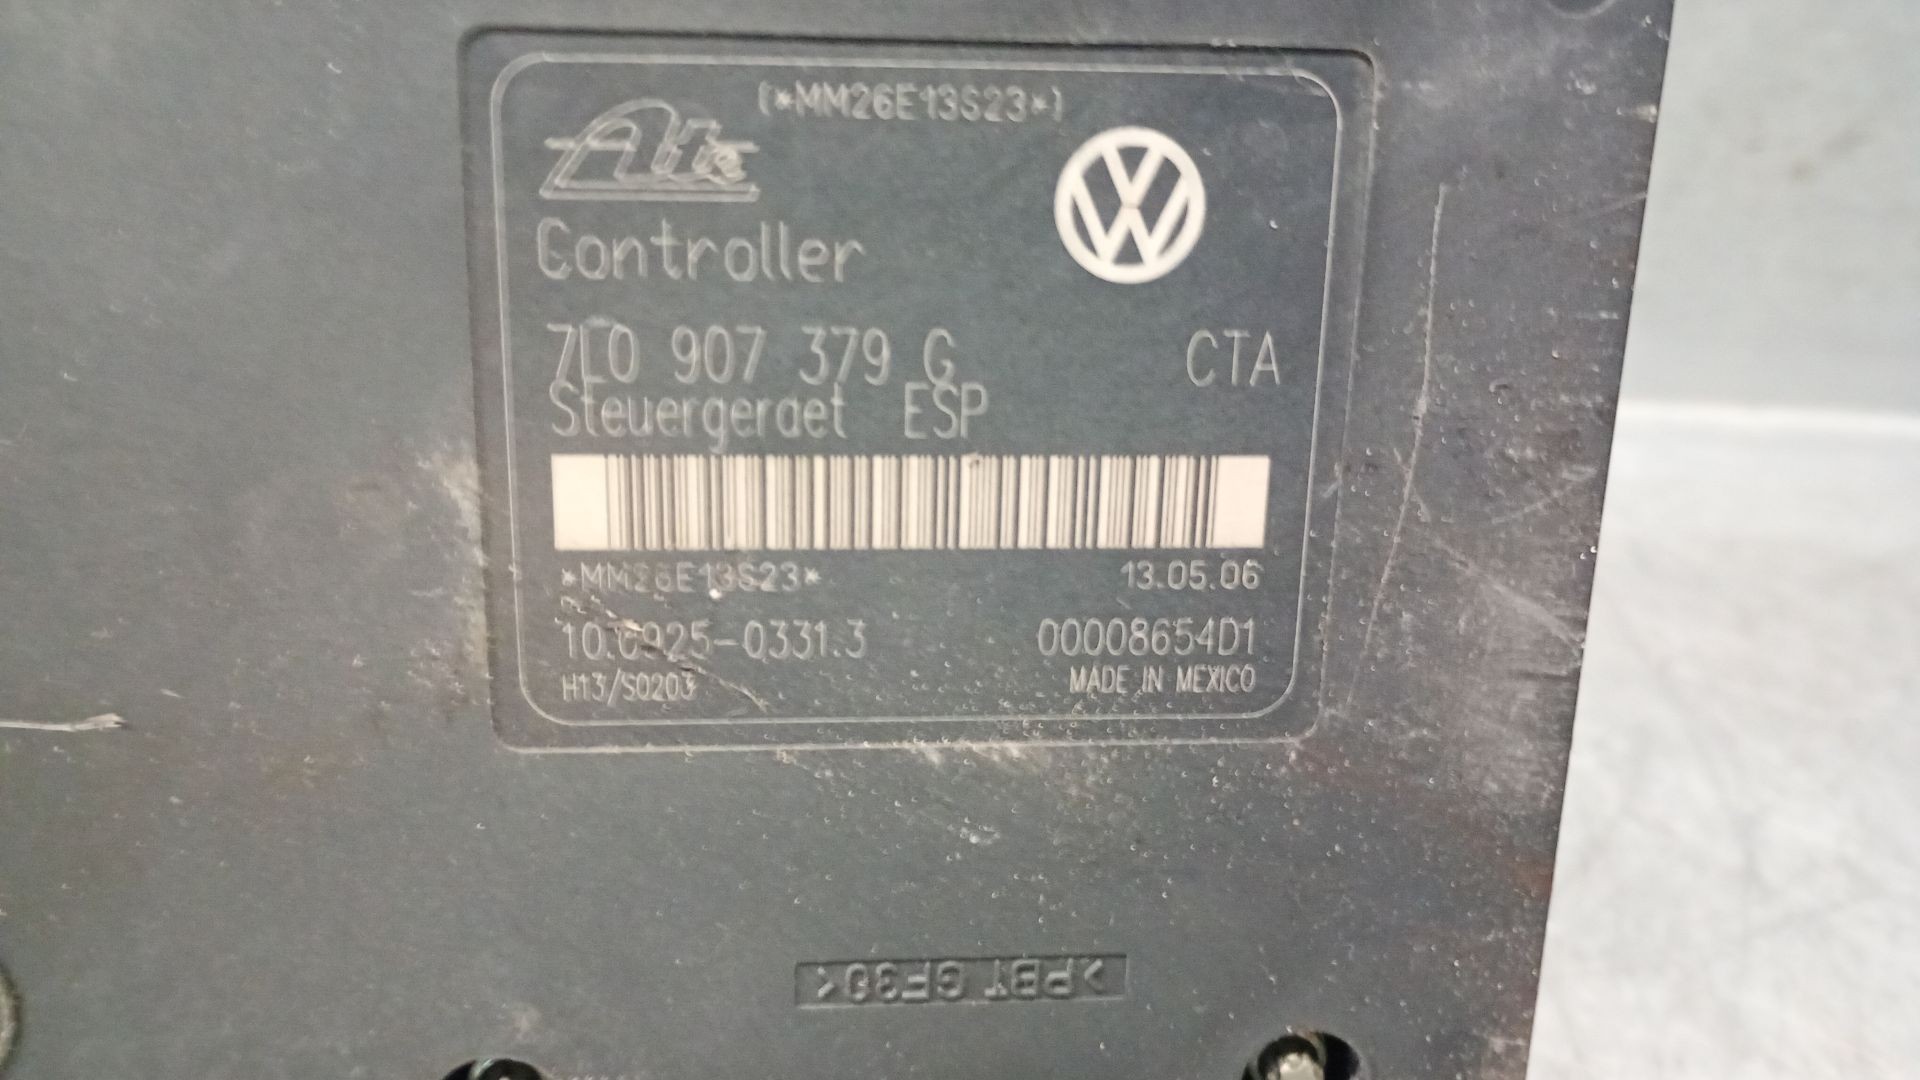 (*MM26E13S23*)
Ate
Controller
7L0 907 379 G CTA
Steuergeraet ESP
*MM26E13S23* 13.05.06
10.0925-0331.3 00008654D1
H13/S0203 MADE IN MEXICO
>PBT GF30<